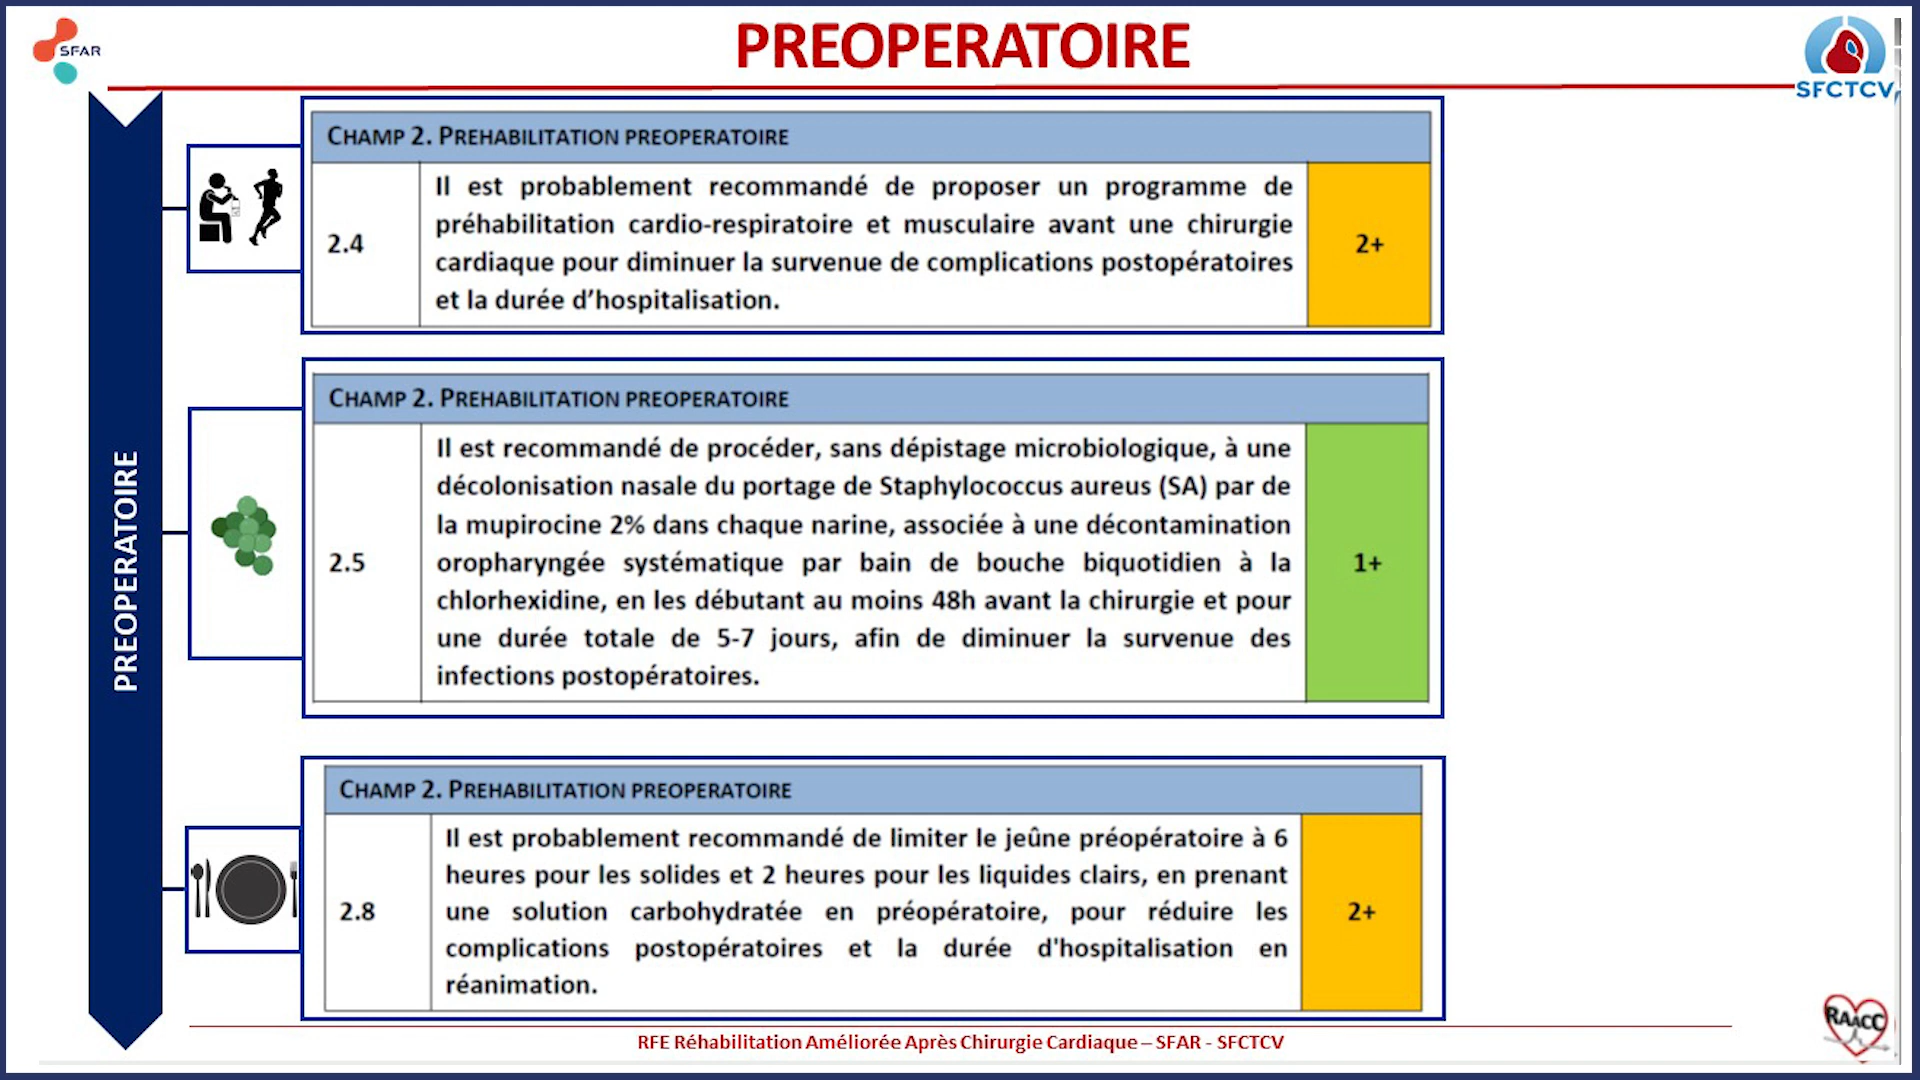 PREOPERATOIRE
SFAR
SFCTCV
PREOPERATOIRE
CHAMP 2. PREHABILITATION PREOPERATOIRE
2.4
Il est probablement recommandé de proposer un programme de
préhabilitation cardio-respiratoire et musculaire avant une chirurgie
cardiaque pour diminuer la survenue de complications postopératoires
et la durée d’hospitalisation.
2+
CHAMP 2. PREHABILITATION PREOPERATOIRE
2.5
Il est recommandé de procéder, sans dépistage microbiologique, à une
décolonisation nasale du portage de Staphylococcus aureus (SA) par de
la mupirocine 2% dans chaque narine, associée à une décontamination
oropharyngée systématique par bain de bouche biquotidien à la
chlorhexidine, en les débutant au moins 48h avant la chirurgie et pour
une durée totale de 5-7 jours, afin de diminuer la survenue des
infections postopératoires.
1+
CHAMP 2. PREHABILITATION PREOPERATOIRE
2.8
Il est probablement recommandé de limiter le jeûne préopératoire à 6
heures pour les solides et 2 heures pour les liquides clairs, en prenant
une solution carbohydratée en préopératoire, pour réduire les
complications postopératoires et la durée d'hospitalisation en
réanimation.
2+
RFE Réhabilitation Améliorée Après Chirurgie Cardiaque – SFAR - SFCTCV
RAACC